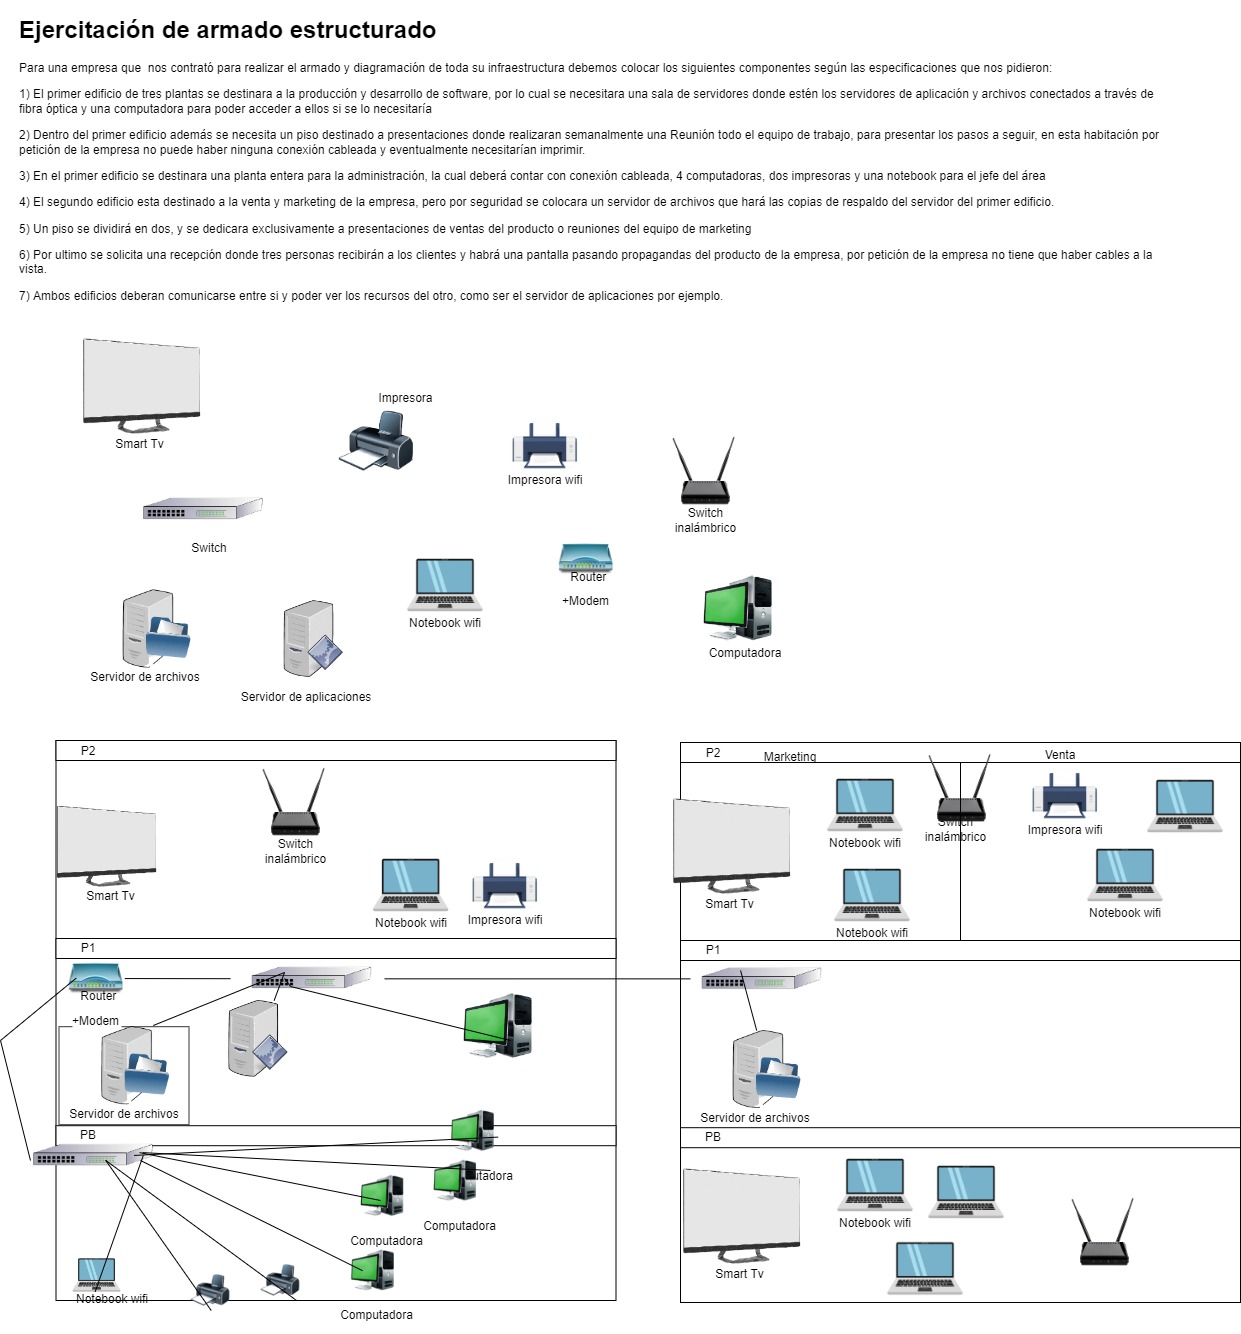 Ejercitación de armado estructurado
Para una empresa que  nos contrató para realizar el armado y diagramación de toda su infraestructura debemos colocar los siguientes componentes según las especificaciones que nos pidieron:
1) El primer edificio de tres plantas se destinara a la producción y desarrollo de software, por lo cual se necesitara una sala de servidores donde estén los servidores de aplicación y archivos conectados a través de
fibra óptica y una computadora para poder acceder a ellos si se lo necesitaría
2) Dentro del primer edificio además se necesita un piso destinado a presentaciones donde realizaran semanalmente una Reunión todo el equipo de trabajo, para presentar los pasos a seguir, en esta habitación por
petición de la empresa no puede haber ninguna conexión cableada y eventualmente necesitarían imprimir.
3) En el primer edificio se destinara una planta entera para la administración, la cual deberá contar con conexión cableada, 4 computadoras, dos impresoras y una notebook para el jefe del área
4) El segundo edificio esta destinado a la venta y marketing de la empresa, pero por seguridad se colocara un servidor de archivos que hará las copias de respaldo del servidor del primer edificio.
5) Un piso se dividirá en dos, y se dedicara exclusivamente a presentaciones de ventas del producto o reuniones del equipo de marketing
6) Por ultimo se solicita una recepción donde tres personas recibirán a los clientes y habrá una pantalla pasando propagandas del producto de la empresa, por petición de la empresa no tiene que haber cables a la
vista.
7) Ambos edificios deberan comunicarse entre si y poder ver los recursos del otro, como ser el servidor de aplicaciones por ejemplo.
Impresora
Smart Tv
Impresora wifi
Switch
inalámbrico
Switch
Router
+Modem
Notebook wifi
Computadora
Servidor de archivos
Servidor de aplicaciones
P2
Switch
inalámbrico
Smart Tv
Notebook wifi
Impresora wifi
P1
Router
+Modem
Servidor de archivos
PB
utadora
Computadora
Computadora
Notebook wifi
Computadora
P2
Marketing
Venta
Switch
inalámbrico
Notebook wifi
Impresora wifi
Smart Tv
Notebook wifi
Notebook wifi
P1
Servidor de archivos
PB
Notebook wifi
Smart Tv